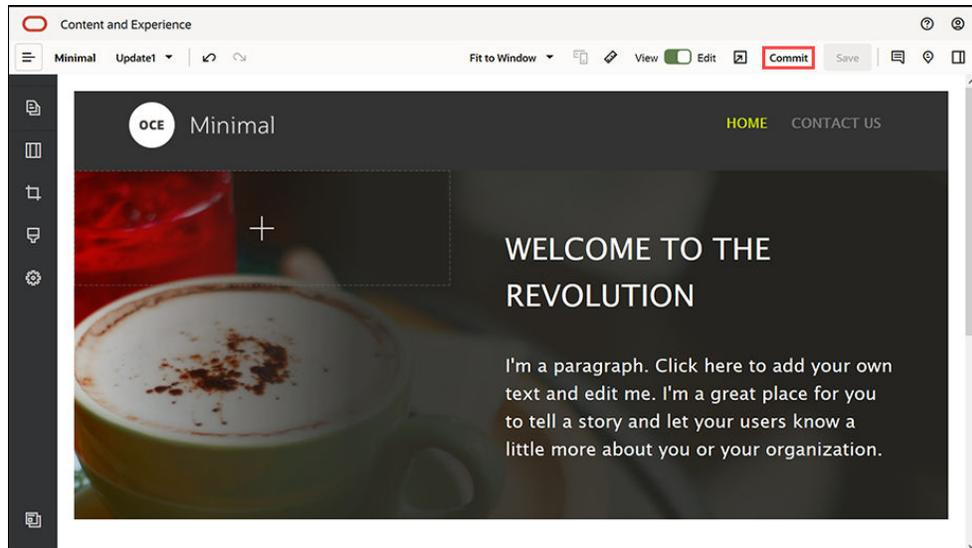 Content and Experience
Minimal Update1 Fit to Window View Edit Commit Save
OCE Minimal HOME CONTACT US
WELCOME TO THE
REVOLUTION
I'm a paragraph. Click here to add your own
text and edit me. I'm a great place for you
to tell a story and let your users know a
little more about you or your organization.